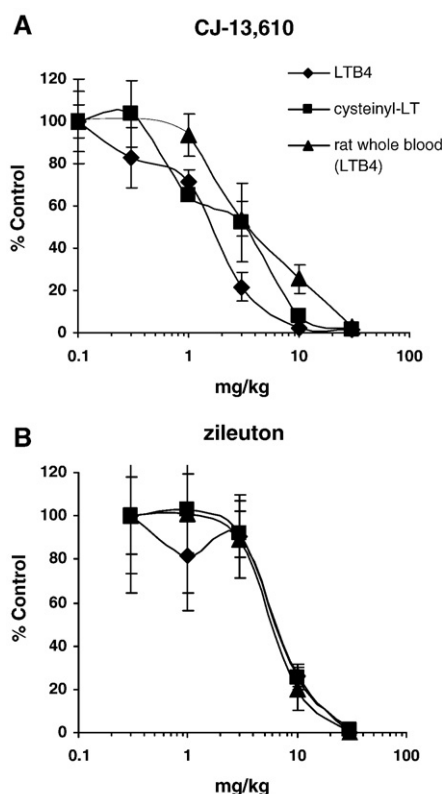 A
CJ-13,610
LTB4
cysteinyl-LT
rat whole blood
(LTB4)
120
100
80
60
40
20
0
% Control
0.1 1 10 100
mg/kg
B
zileuton
120
100
80
60
40
20
0
% Control
0.1 1 10 100
mg/kg